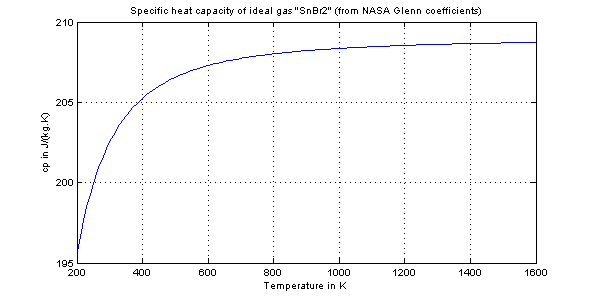 Specific heat capacity of ideal gas "SnBr2" (from NASA Glenn coefficients)
210
205
200
195
cp in J/(kg.K)
200 400 600 800 1000 1200 1400 1600
Temperature in K